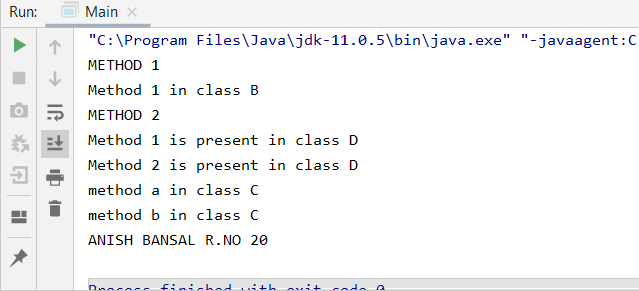 Run: Main ×
"C:\Program Files\Java\jdk-11.0.5\bin\java.exe" "-javaagent:C
METHOD 1
Method 1 in class B
METHOD 2
Method 1 is present in class D
Method 2 is present in class D
method a in class C
method b in class C
ANISH BANSAL R.NO 20
Process finished with exit code 0